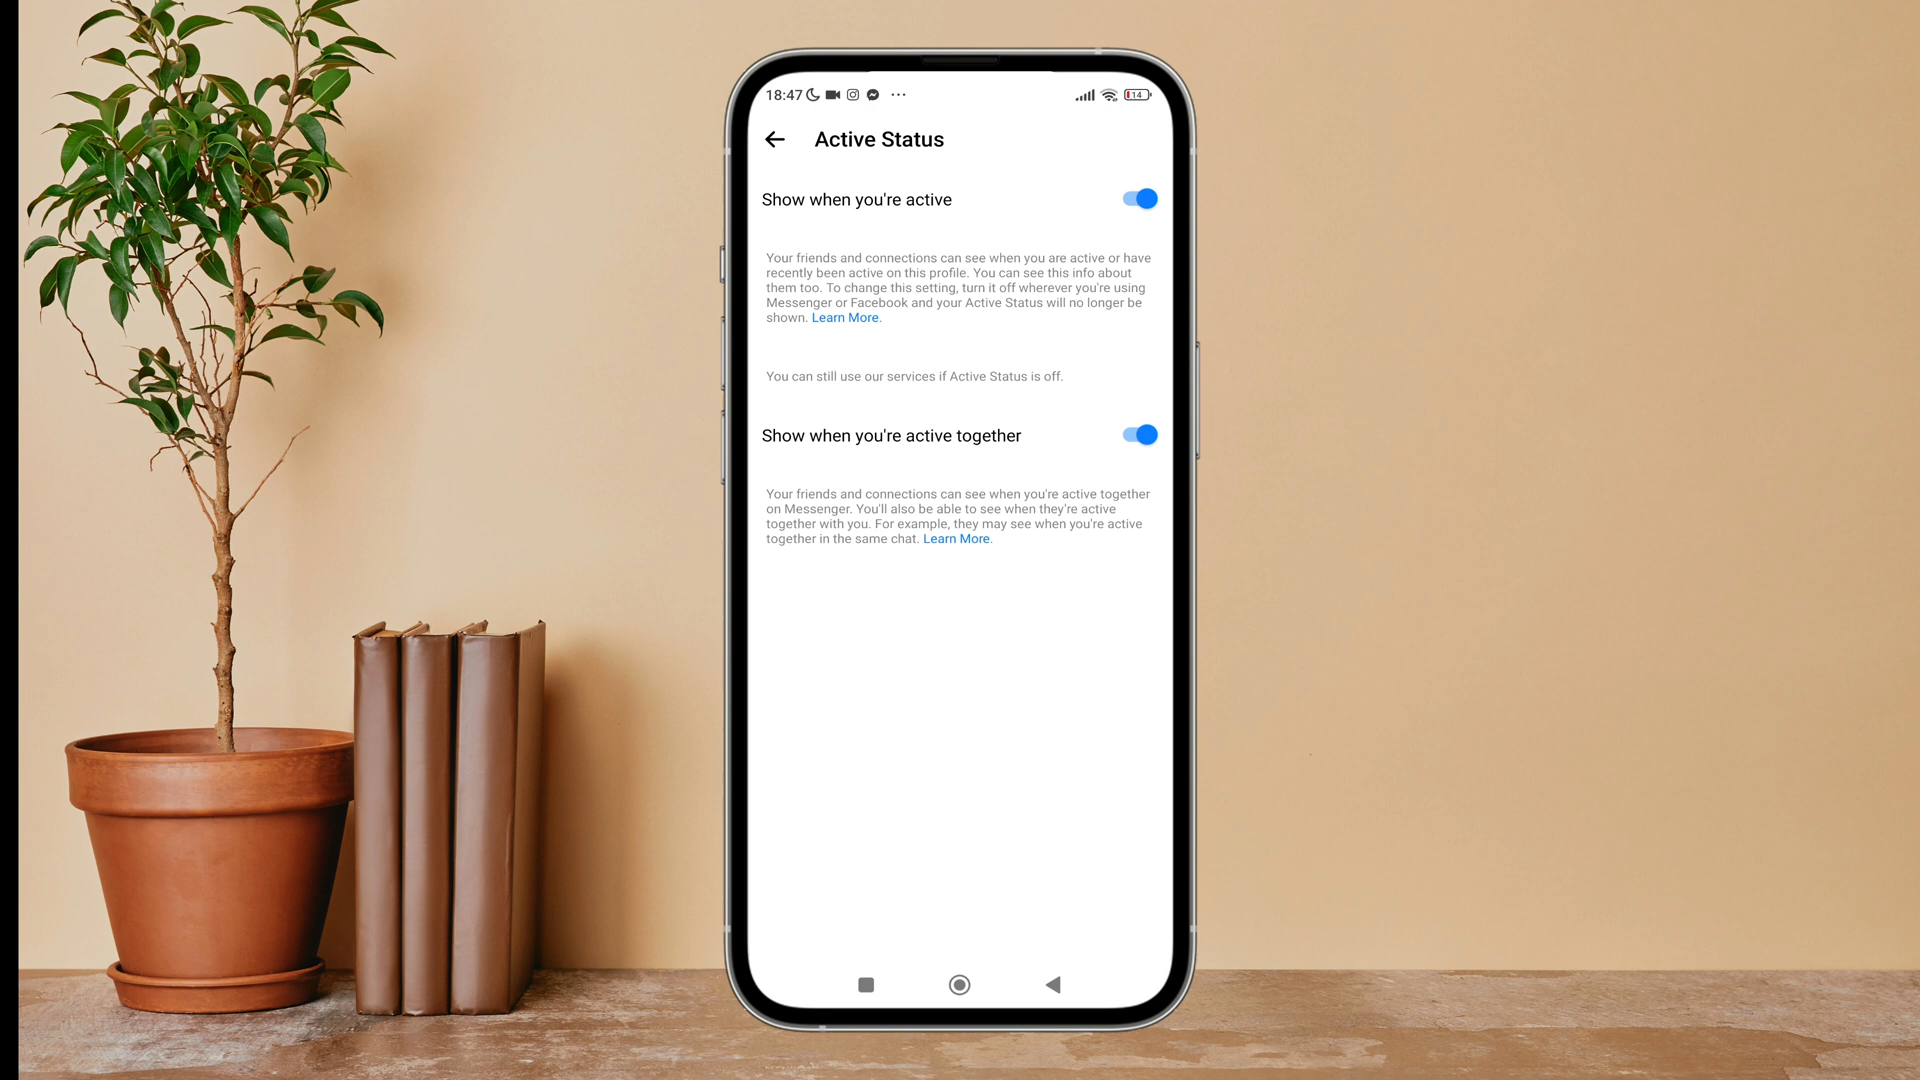 18:47 ··· 14
Active Status
Show when you're active
Your friends and connections can see when you are active or have
recently been active on this profile. You can see this info about
them too. To change this setting, turn it off wherever you're using
Messenger or Facebook and your Active Status will no longer be
shown. Learn More.
You can still use our services if Active Status is off.
Show when you're active together
Your friends and connections can see when you're active together
on Messenger. You'll also be able to see when they're active
together with you. For example, they may see when you're active
together in the same chat. Learn More.